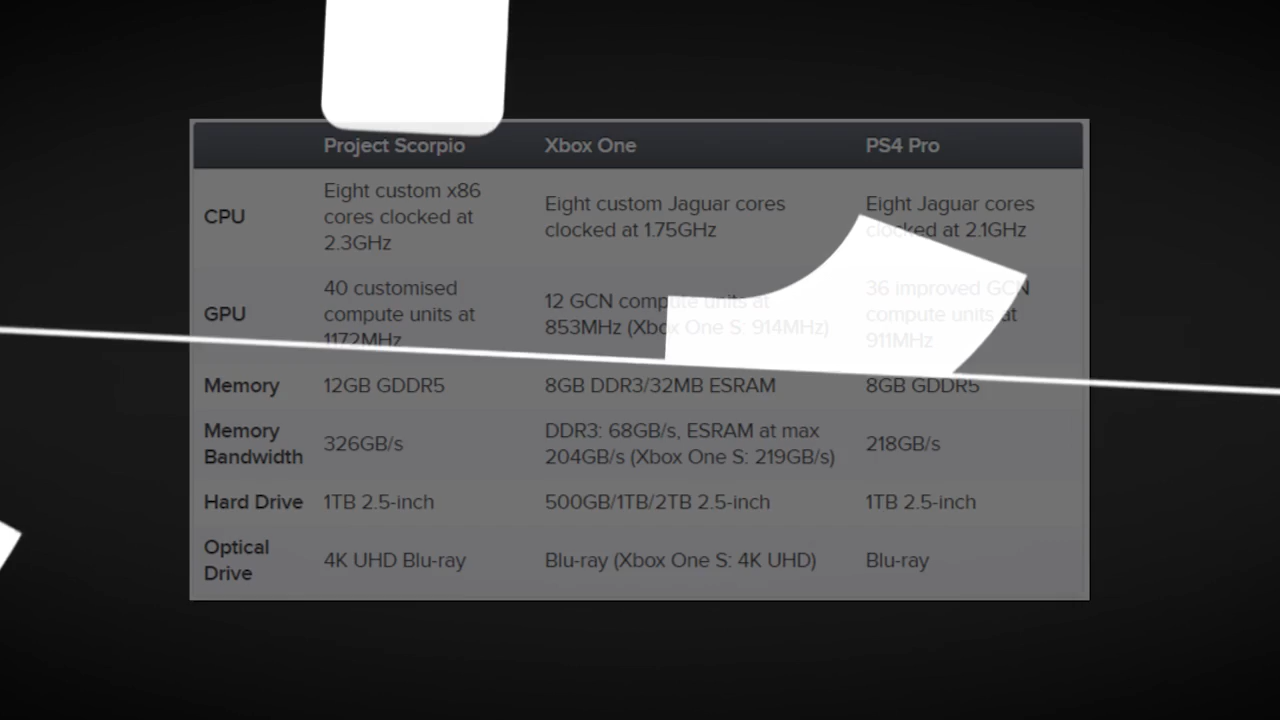 Project Scorpio Xbox One PS4 Pro
CPU
Eight custom x86
cores clocked at
2.3GHz
Eight custom Jaguar cores
clocked at 1.75GHz
Eight Jaguar cores
clocked at 2.1GHz
GPU
40 customised
compute units at
1172MHz
12 GCN compute units at
853MHz (Xbox One S: 914MHz)
36 improved GCN
compute units at
911MHz
Memory 12GB GDDR5 8GB DDR3/32MB ESRAM 8GB GDDR5
Memory
Bandwidth
326GB/s
DDR3: 68GB/s, ESRAM at max
204GB/s (Xbox One S: 219GB/s)
218GB/s
Hard Drive 1TB 2.5-inch 500GB/1TB/2TB 2.5-inch 1TB 2.5-inch
Optical
Drive
4K UHD Blu-ray Blu-ray (Xbox One S: 4K UHD) Blu-ray